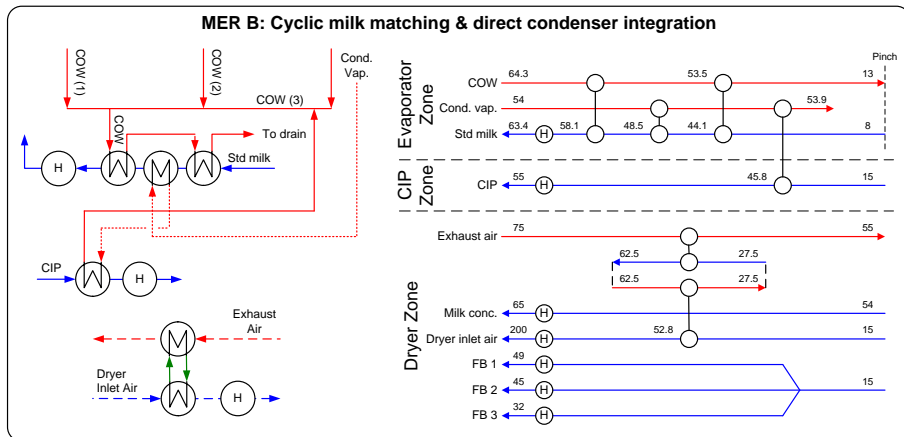 MER B: Cyclic milk matching & direct condenser integration
COW (1)
COW (2)
Cond.
Vap.
COW (3)
COW
To drain
Std milk
H
CIP
H
Exhaust
Air
Dryer
Inlet Air
H
Evaporator
Zone
Pinch
COW
64.3
53.5
13
Cond. vap.
54
53.9
Std milk
63.4
H
58.1
48.5
44.1
8
CIP
Zone
CIP
55
H
45.8
15
Dryer Zone
Exhaust air
75
55
62.5
27.5
62.5
27.5
Milk conc.
65
H
54
Dryer inlet air
200
H
52.8
15
FB 1
49
H
FB 2
45
H
15
FB 3
32
H